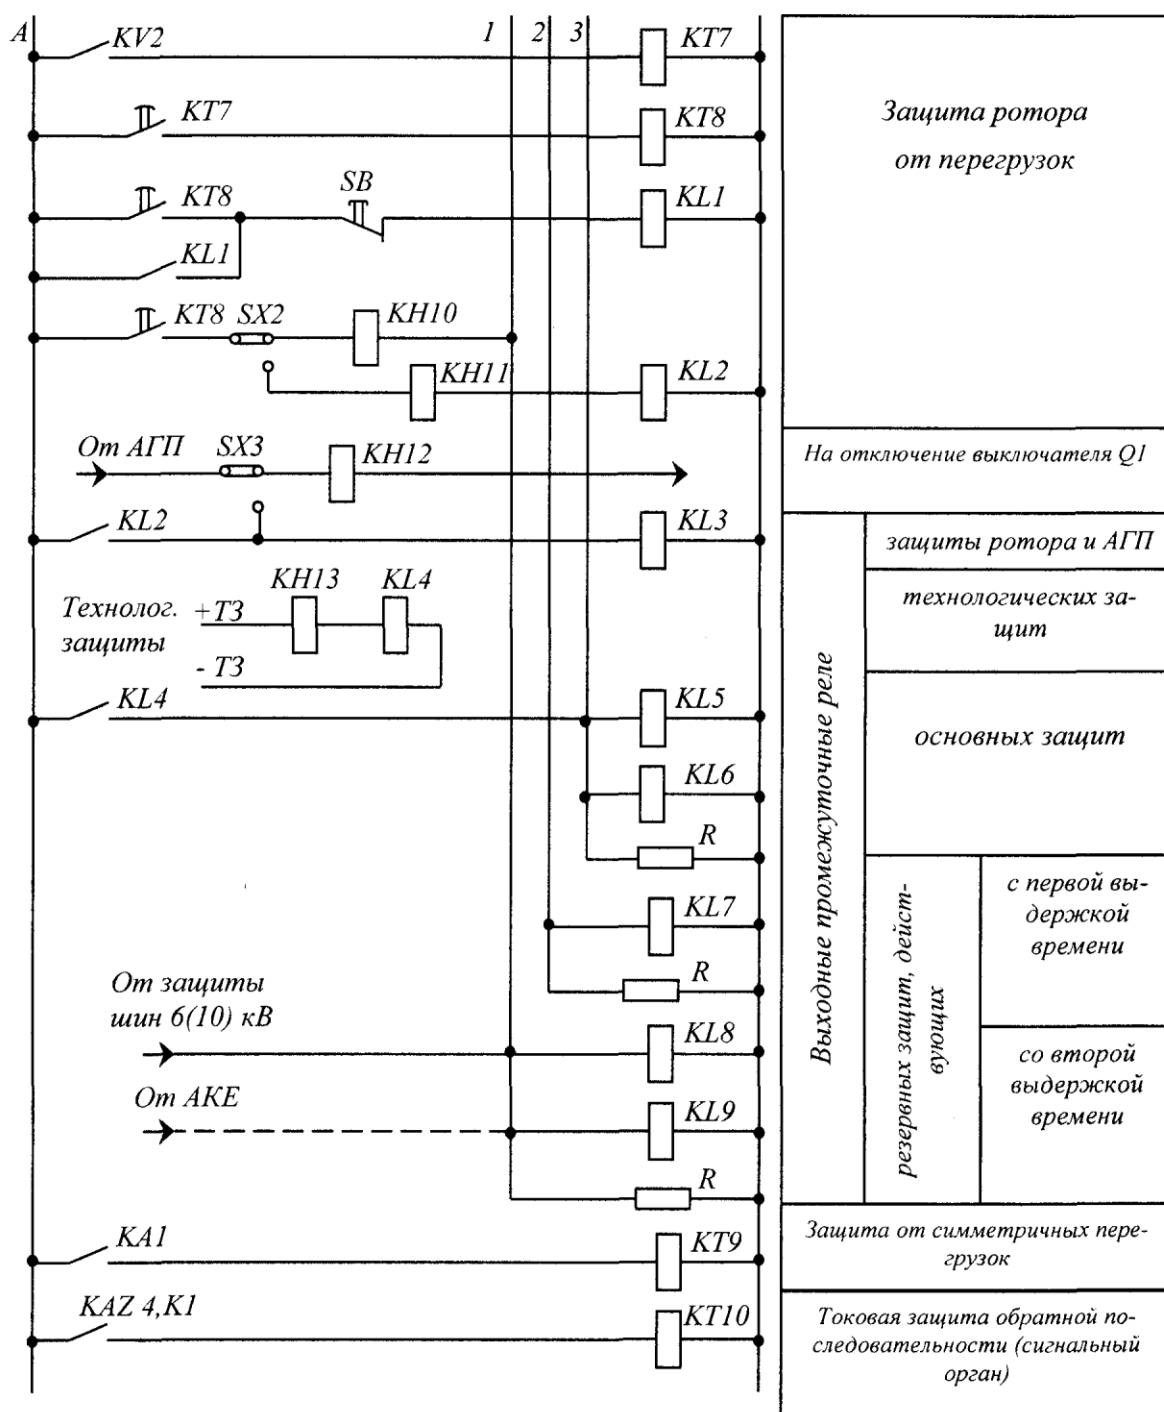 A
1
2
3
KV2
KT7
KT7
KT8
KT8
SB
KL1
KL1
KT8
SX2
KH10
KH11
KL2
От АГП
SX3
KH12
KL2
KL3
Технолог.
защиты
+ТЗ
- ТЗ
KH13
KL4
KL4
KL5
KL6
R
KL7
R
От защиты
шин 6(10) кВ
KL8
От АКЕ
KL9
R
KA1
KT9
KAZ 4,K1
KT10
Защита ротора
от перегрузок
На отключение выключателя Q1
Выходные промежуточные реле
защиты ротора и АГП
технологических за-
щит
основных защит
резервных защит, дейст-
вующих
с первой вы-
держкой
времени
со второй
выдержкой
времени
Защита от симметричных пере-
грузок
Токовая защита обратной по-
следовательности (сигнальный
орган)